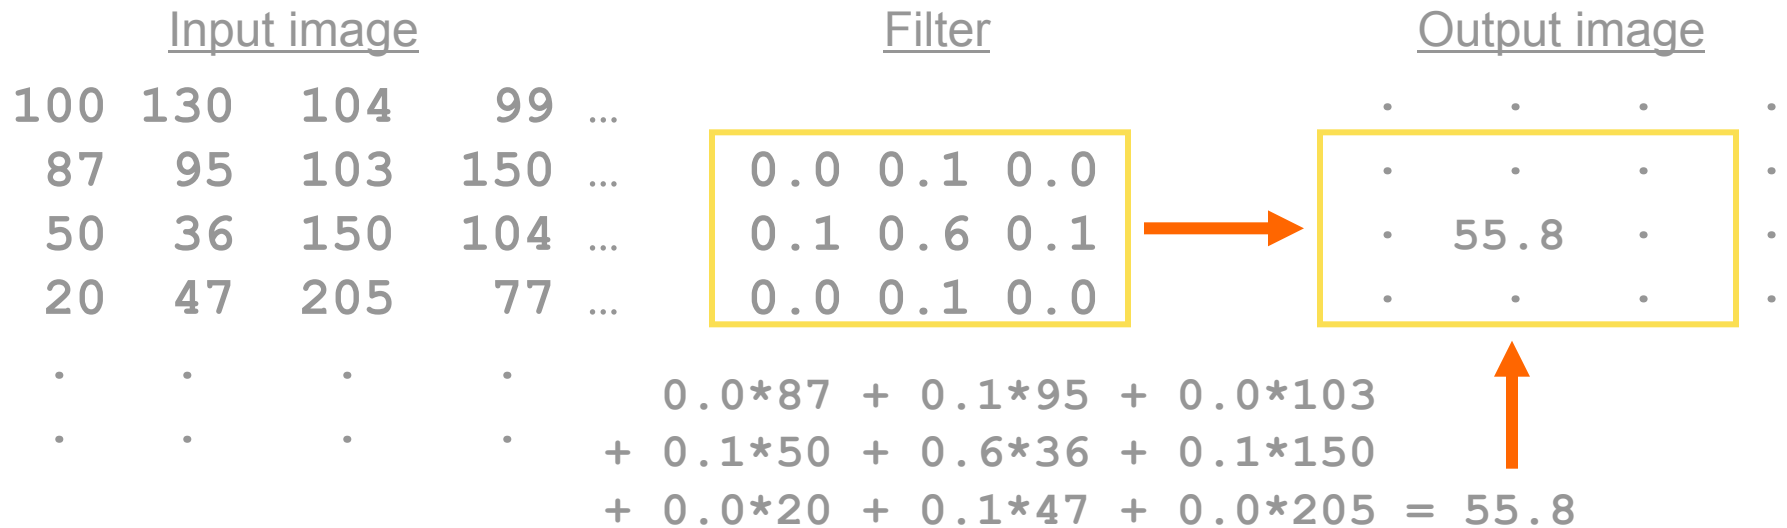 Input image Filter Output image
100 130 104 99 ... . . . .
87 95 103 150 ... 0.0 0.1 0.0 . . . .
50 36 150 104 ... 0.1 0.6 0.1 . 55.8 . .
20 47 205 77 ... 0.0 0.1 0.0 . . . .
. . . .
0.0*87 + 0.1*95 + 0.0*103
. . . .
+ 0.1*50 + 0.6*36 + 0.1*150
+ 0.0*20 + 0.1*47 + 0.0*205 = 55.8